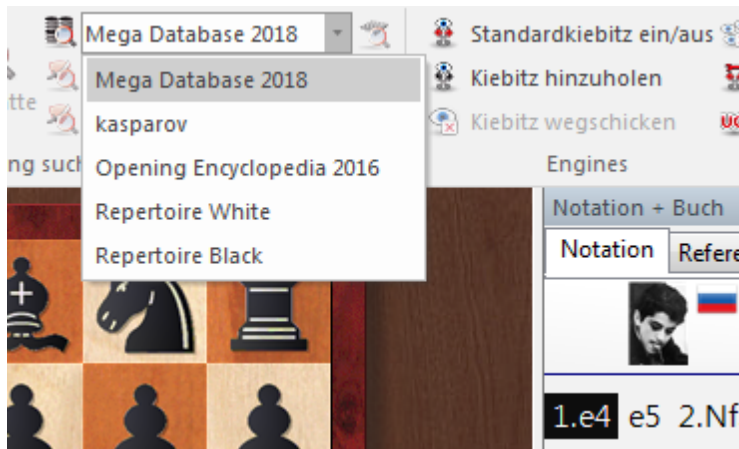 Mega Database 2018
Standardkiebitz ein/aus
Mega Database 2018
Kiebitz hinzuholen
kasparov
Kiebitz wegschicken
Opening Encyclopedia 2016
Engines
Repertoire White
Notation + Buch
Repertoire Black
Notation
1.e4 e5 2.Nf